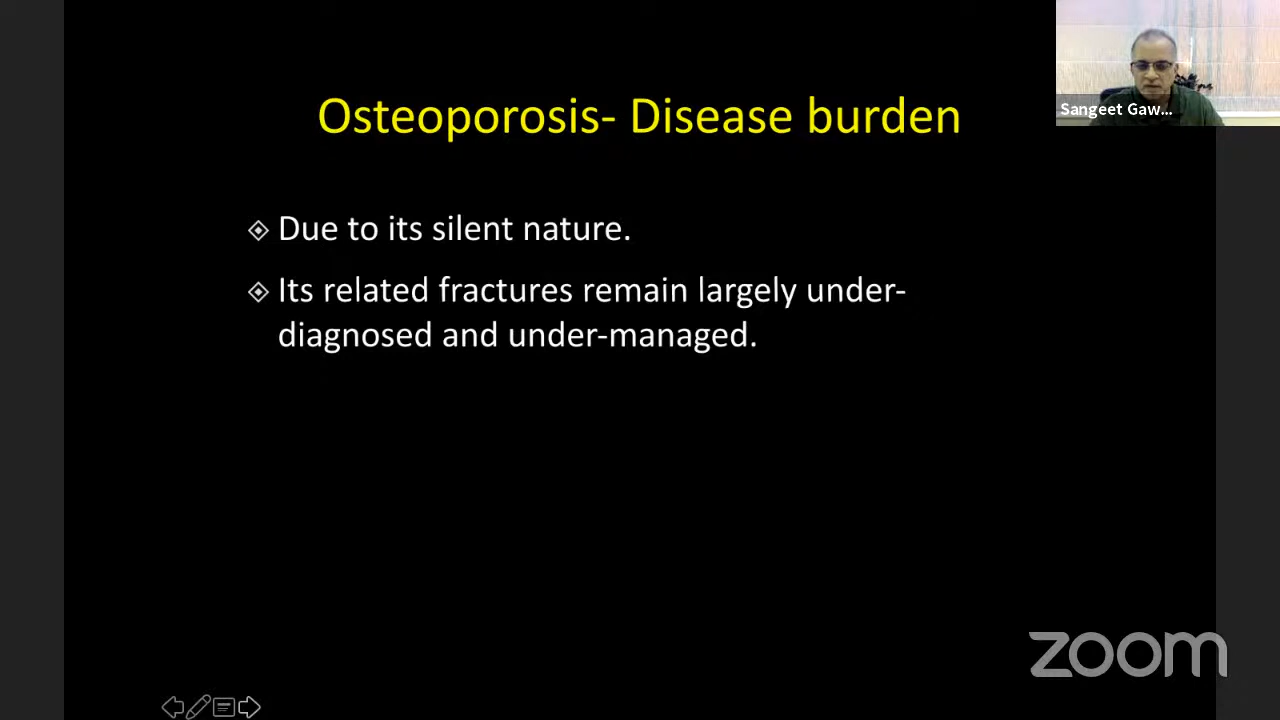 Osteoporosis- Disease burden
Sangeet Gaw...
Due to its silent nature.
Its related fractures remain largely under-
diagnosed and under-managed.
zoom